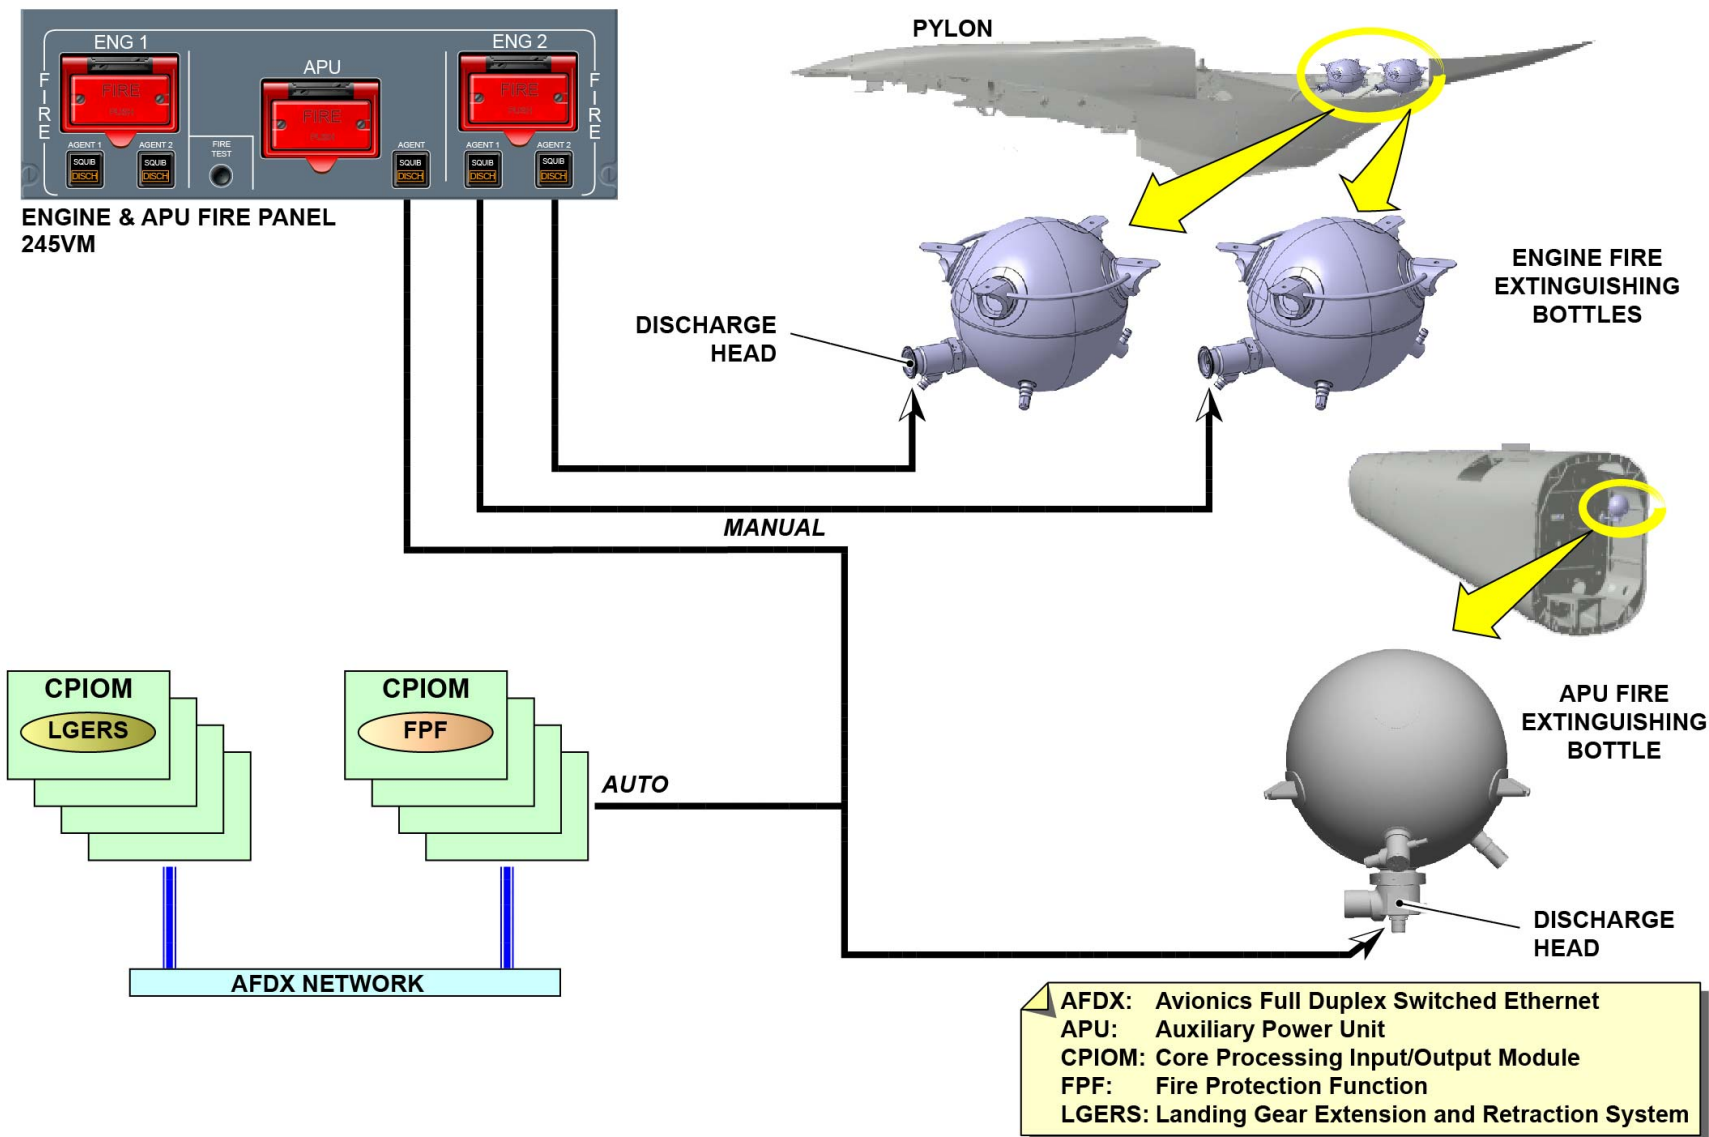 ENG 1
APU
ENG 2
FIRE
FIRE
FIRE
PUSH
FIRE
PUSH
FIRE
PUSH
AGENT 1
AGENT 2
FIRE
TEST
AGENT
AGENT 1
AGENT 2
SQUIB
DISCH
SQUIB
DISCH
SQUIB
DISCH
SQUIB
DISCH
SQUIB
DISCH
ENGINE & APU FIRE PANEL
245VM
PYLON
ENGINE FIRE
EXTINGUISHING
BOTTLES
DISCHARGE
HEAD
MANUAL
CPIOM
LGERS
CPIOM
FPF
AUTO
AFDX NETWORK
APU FIRE
EXTINGUISHING
BOTTLE
DISCHARGE
HEAD
AFDX: Avionics Full Duplex Switched Ethernet
APU: Auxiliary Power Unit
CPIOM: Core Processing Input/Output Module
FPF: Fire Protection Function
LGERS: Landing Gear Extension and Retraction System